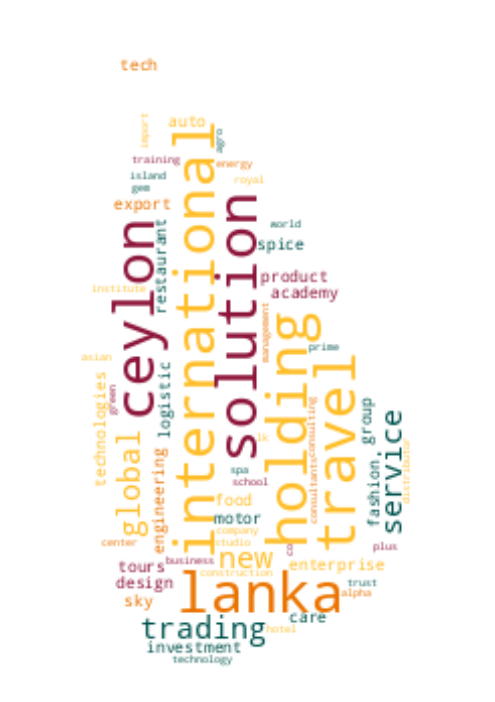 tech
import
auto
international
agro
training
energy
island
royal
gem
export
solution
ceylon
restaurant
world
spice
product
institute
academy
management
holding
prime
asian
travel
logistic
technologies
green
consulting
group
service
global
lk
distributor
engineering
fashion
consultants
spa
school
food
motor
company
center
studio
co
plus
new
business
tours
enterprise
construction
design
lanka
trust
sky
alpha
care
trading
hotel
investment
technology